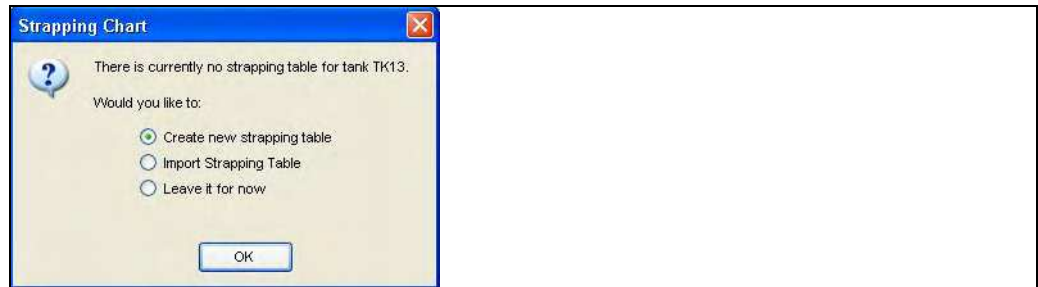 Strapping Chart
There is currently no strapping table for tank TK13.
Would you like to:
Create new strapping table
Import Strapping Table
Leave it for now
OK